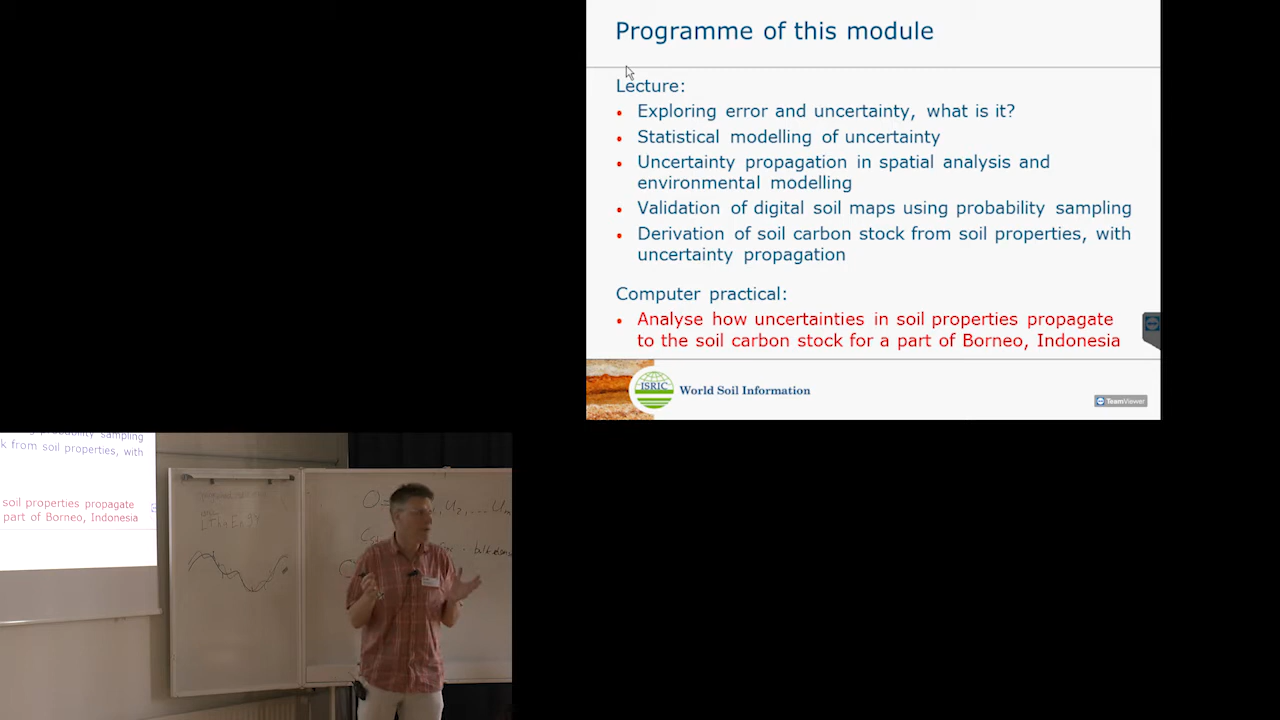 Programme of this module
Lecture:
• Exploring error and uncertainty, what is it?
• Statistical modelling of uncertainty
• Uncertainty propagation in spatial analysis and
environmental modelling
• Validation of digital soil maps using probability sampling
• Derivation of soil carbon stock from soil properties, with
uncertainty propagation
Computer practical:
• Analyse how uncertainties in soil properties propagate
to the soil carbon stock for a part of Borneo, Indonesia
ISRIC
World Soil Information
TeamViewer
probability sampling
k from soil properties, with
soil properties propagate
part of Borneo, Indonesia